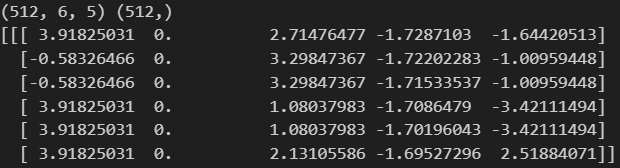 (512, 6, 5) (512,)
[[[ 3.91825031  0.          2.71476477 -1.7287103  -1.64420513]
  [-0.58326466  0.          3.29847367 -1.72202283 -1.00959448]
  [-0.58326466  0.          3.29847367 -1.71533537 -1.00959448]
  [ 3.91825031  0.          1.08037983 -1.7086479  -3.42111494]
  [ 3.91825031  0.          1.08037983 -1.70196043 -3.42111494]
  [ 3.91825031  0.          2.13105586 -1.69527296  2.51884071]]